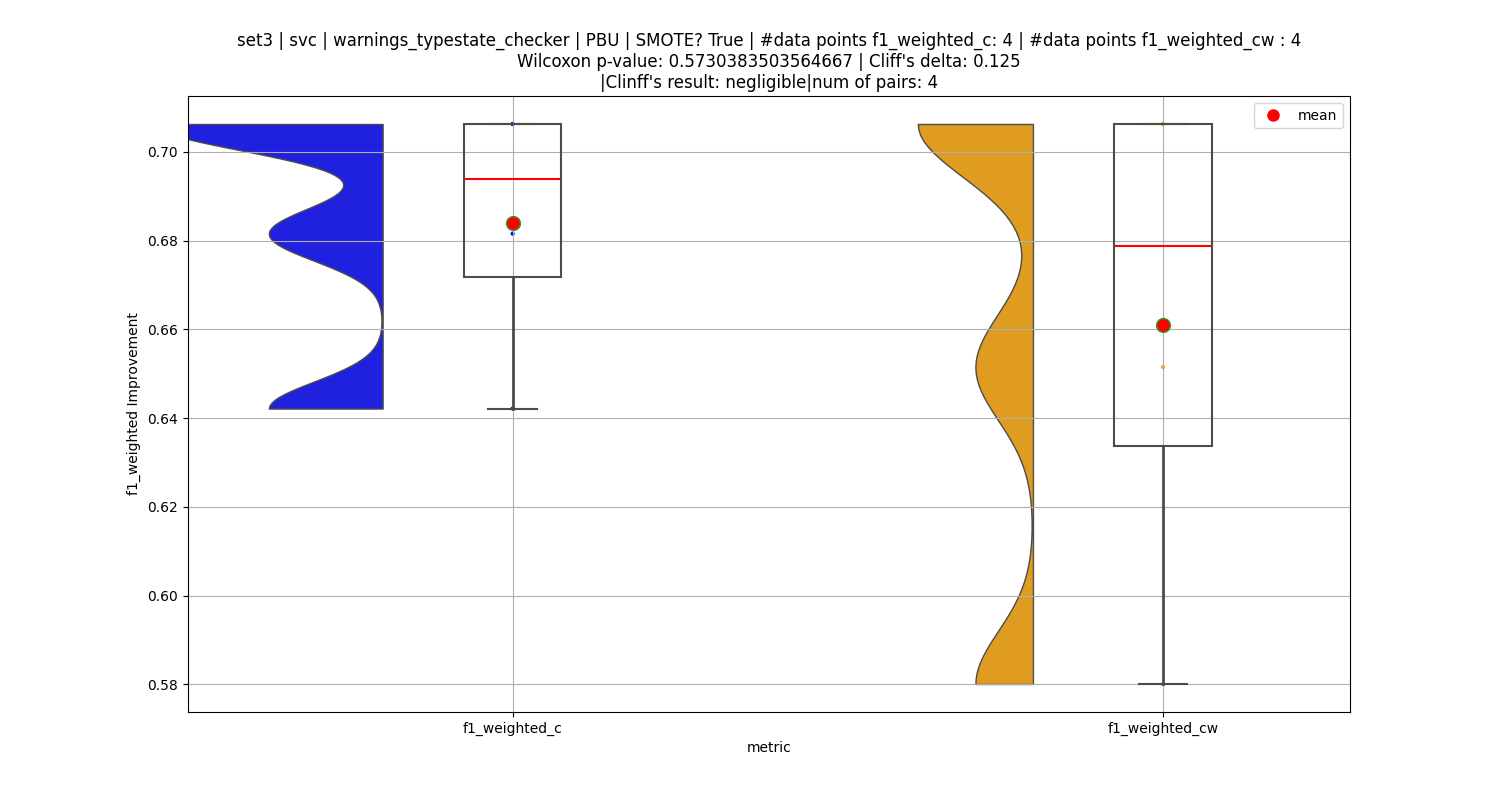 set3 | svc | warnings_typestate_checker | PBU | SMOTE? True | #data points f1_weighted_c: 4 | #data points f1_weighted_cw : 4
Wilcoxon p-value: 0.5730383503564667 | Cliff's delta: 0.125
|Clinff's result: negligible|num of pairs: 4
mean
0.70
0.68
0.66
0.64
0.62
0.60
0.58
f1_weighted Improvement
f1_weighted_c
f1_weighted_cw
metric